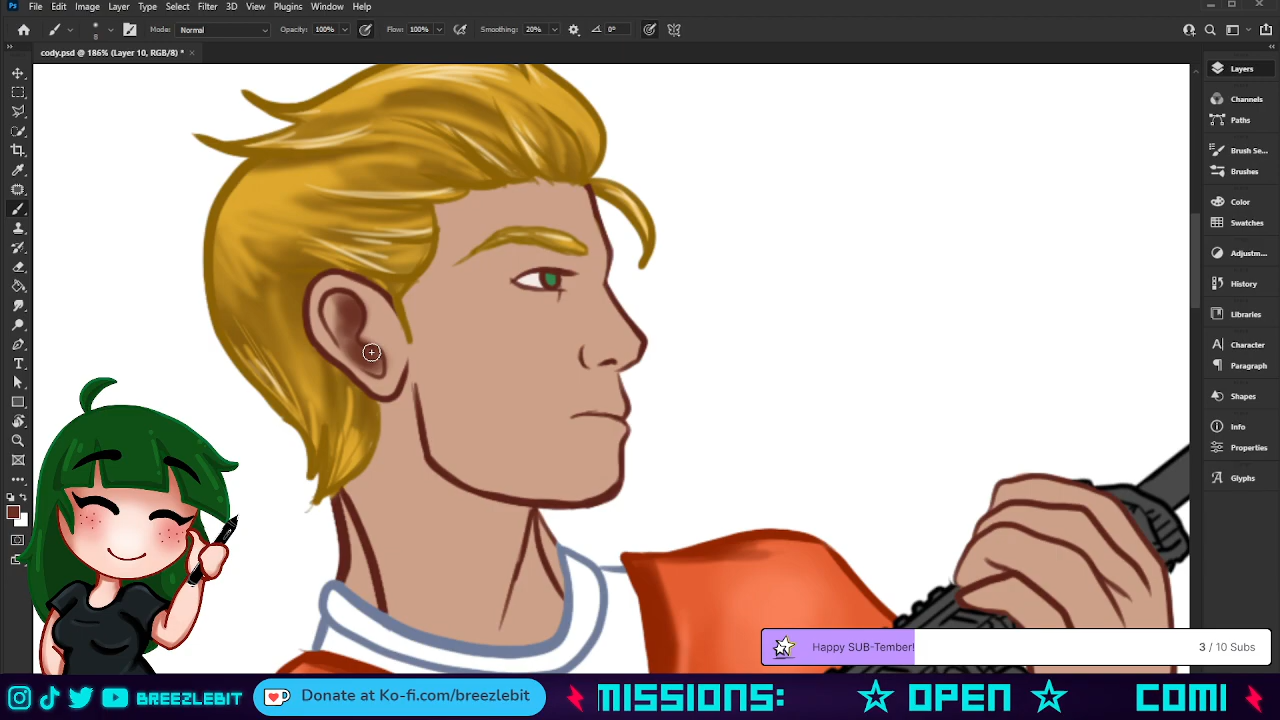 Ps File Edit Image Layer Type Select Filter 3D View Plugins Window Help
Mode: Normal Opacity: 100% Flow: 100% Smoothing: 20% 0°
cody.psd @ 186% (Layer 10, RGB/8) * ×
Layers
Channels
Paths
Brush Se...
Brushes
Color
Swatches
Adjustm...
History
Libraries
Character
Paragraph
Shapes
Info
Properties
Glyphs
Happy SUB-Tember! 3 / 10 Subs
BREEZLEBIT Donate at Ko-fi.com/breezlebit MISSIONS: OPEN COMI